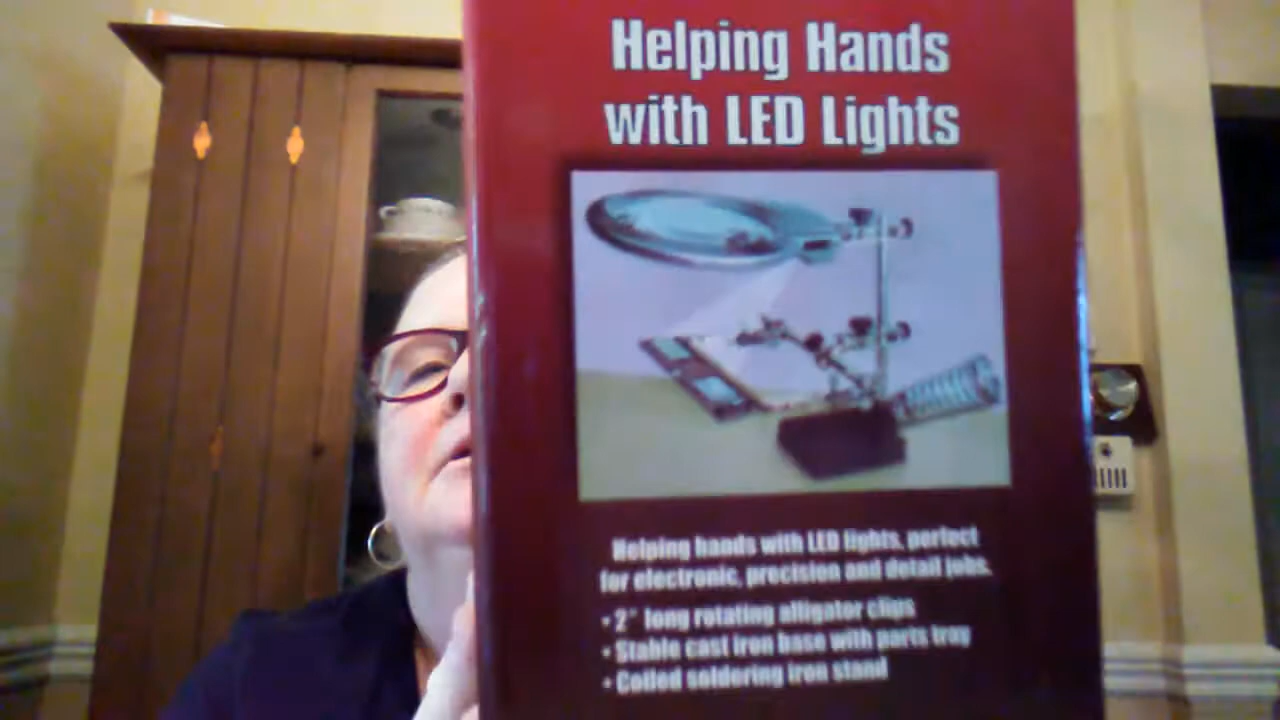 Helping Hands
with LED Lights
Helping hands with LED lights, perfect
for electronic, precision and detail jobs.
• 2" long rotating alligator clips
• Stable cast iron base with parts tray
• Coiled soldering iron stand